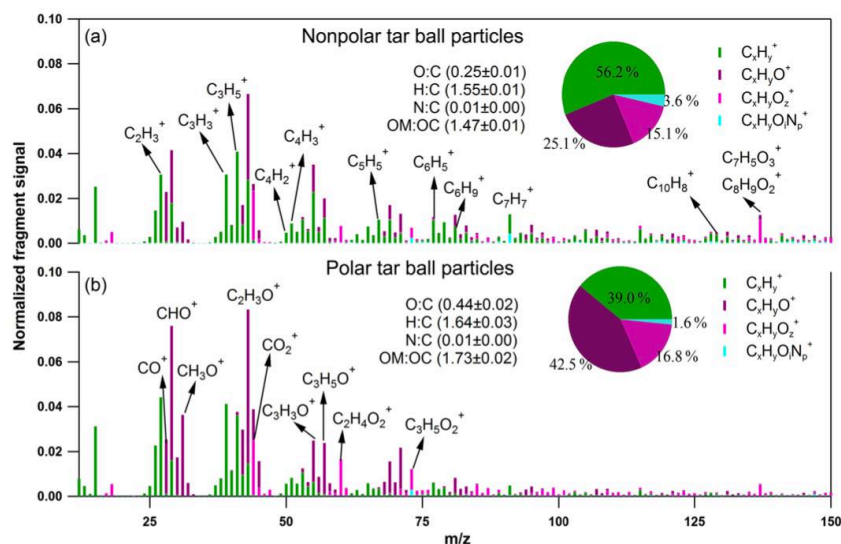 (a)
Nonpolar tar ball particles
O:C (0.25±0.01)
H:C (1.55±0.01)
N:C (0.01±0.00)
OM:OC (1.47±0.01)
56.2 %
3.6 %
15.1 %
25.1 %
CxHy+
CxHyO+
CxHyOz+
CxHyOiNp+
C2H3+
C3H3+
C3H5+
C4H2+
C4H3+
C5H5+
C6H5+
C6H9+
C7H7+
C10H8+
C7H5O3+
C8H9O2+
0.10
0.08
0.06
0.04
0.02
0.00
Normalized fragment signal
(b)
Polar tar ball particles
O:C (0.44±0.02)
H:C (1.64±0.03)
N:C (0.01±0.00)
OM:OC (1.73±0.02)
39.0 %
1.6 %
16.8 %
42.5 %
CxHy+
CxHyO+
CxHyOz+
CxHyOiNp+
CO+
CHO+
CH3O+
C2H3O+
CO2+
C3H3O+
C3H5O+
C2H4O2+
C3H5O2+
0.10
0.08
0.06
0.04
0.02
0.00
25
50
75
100
125
150
m/z